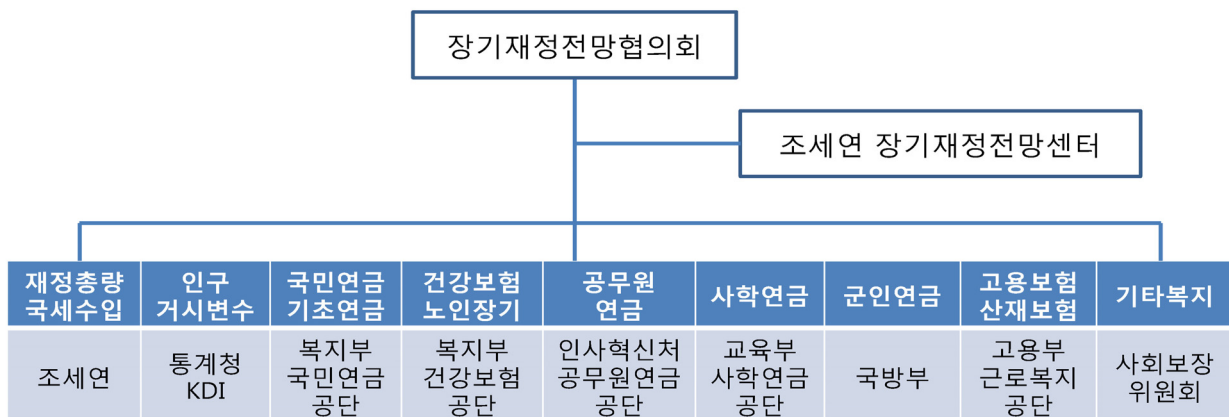 장기재정전망협의회
조세연 장기재정전망센터
재정총량
국세수입
인구
거시변수
국민연금
기초연금
건강보험
노인장기
공무원
연금
사학연금
군인연금
고용보험
산재보험
기타복지
조세연
통계청
KDI
복지부
국민연금
공단
복지부
건강보험
공단
인사혁신처
공무원연금
공단
교육부
사학연금
공단
국방부
고용부
근로복지
공단
사회보장
위원회